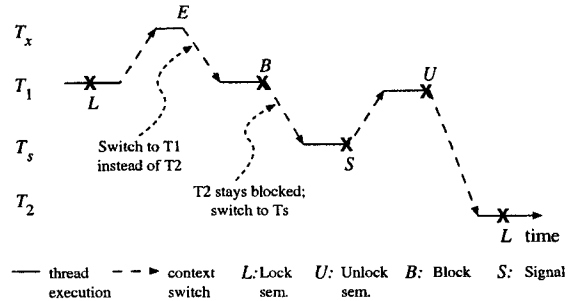 E
T_x
B
U
T_1
L
Switch to T1
instead of T2
T_s
S
T2 stays blocked;
switch to Ts
T_2
L time
thread execution
context switch
L: Lock sem.
U: Unlock sem.
B: Block
S: Signal